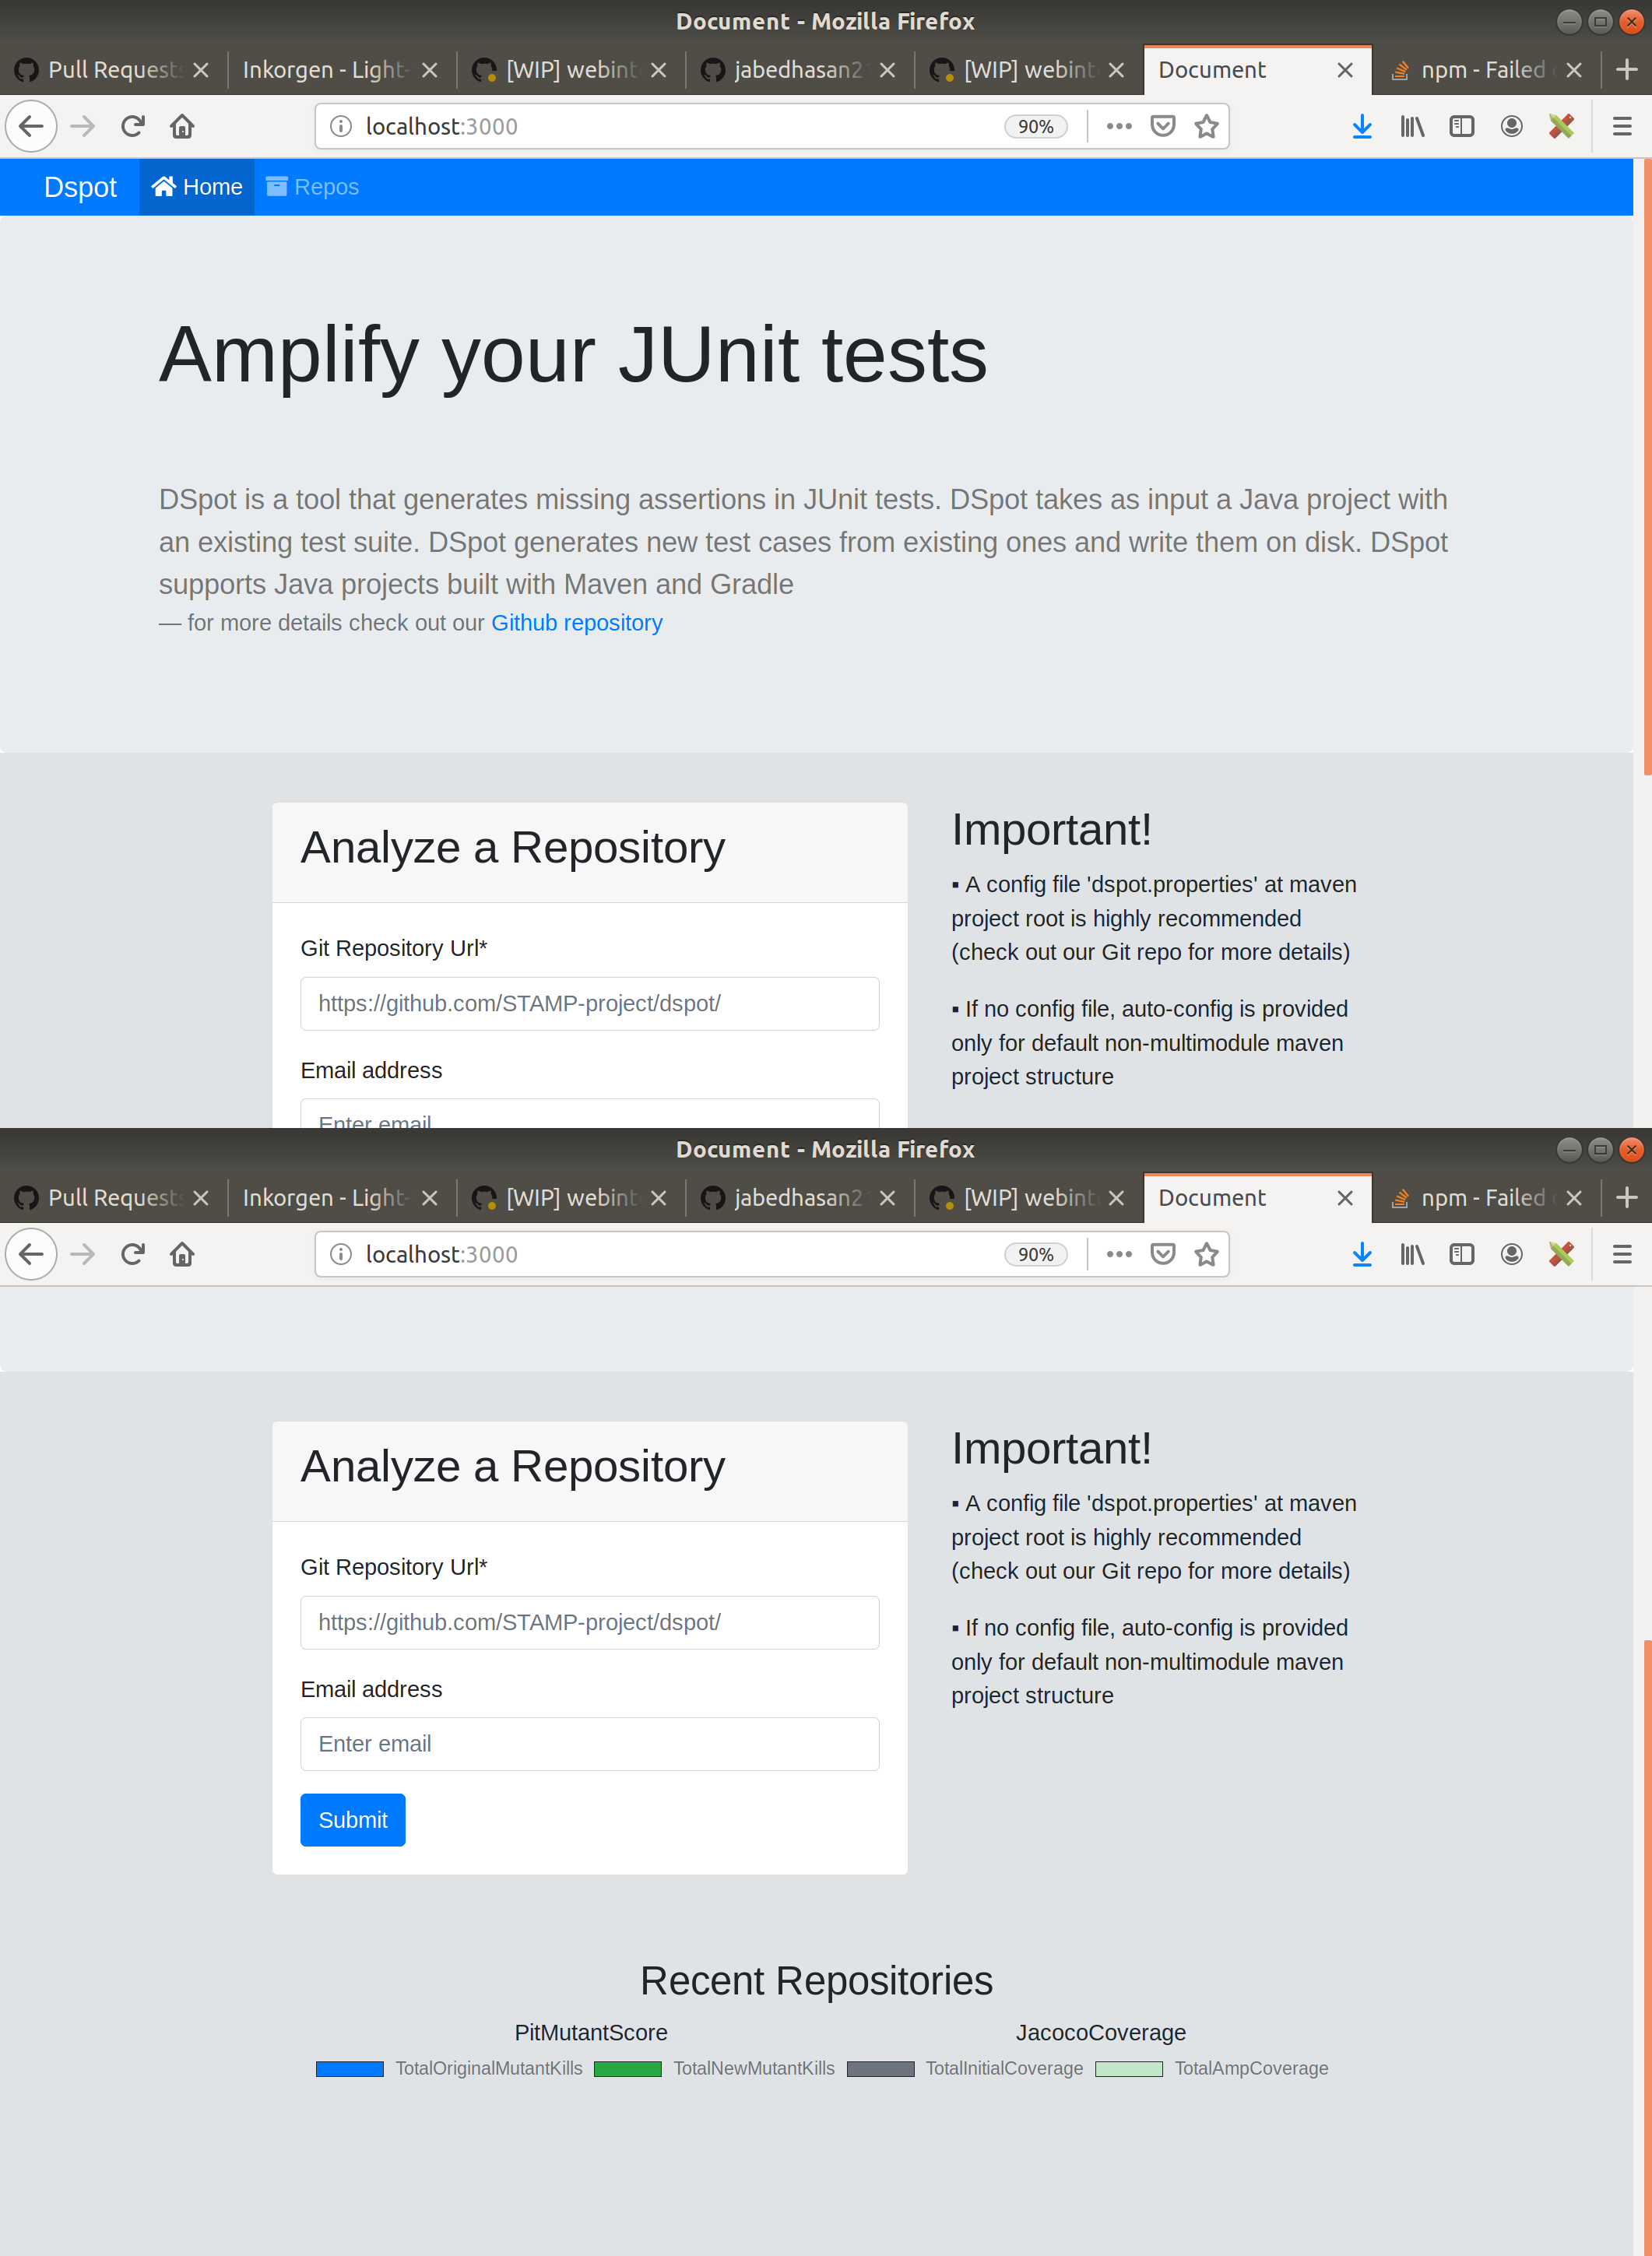 Document - Mozilla Firefox
Pull Requests Inkorgen - Light- [WIP] webint jabedhasan2 [WIP] webint Document npm - Failed
localhost:3000 90%
Dspot Home Repos
Amplify your JUnit tests
DSpot is a tool that generates missing assertions in JUnit tests. DSpot takes as input a Java project with
an existing test suite. DSpot generates new test cases from existing ones and write them on disk. DSpot
supports Java projects built with Maven and Gradle
— for more details check out our Github repository
Analyze a Repository
Git Repository Url*
https://github.com/STAMP-project/dspot/
Email address
Enter email
Important!
▪ A config file 'dspot.properties' at maven
project root is highly recommended
(check out our Git repo for more details)
▪ If no config file, auto-config is provided
only for default non-multimodule maven
project structure
Document - Mozilla Firefox
Pull Requests Inkorgen - Light- [WIP] webint jabedhasan2 [WIP] webint Document npm - Failed
localhost:3000 90%
Analyze a Repository
Git Repository Url*
https://github.com/STAMP-project/dspot/
Email address
Enter email
Submit
Important!
▪ A config file 'dspot.properties' at maven
project root is highly recommended
(check out our Git repo for more details)
▪ If no config file, auto-config is provided
only for default non-multimodule maven
project structure
Recent Repositories
PitMutantScore JacocoCoverage
TotalOriginalMutantKills TotalNewMutantKills TotalInitialCoverage TotalAmpCoverage